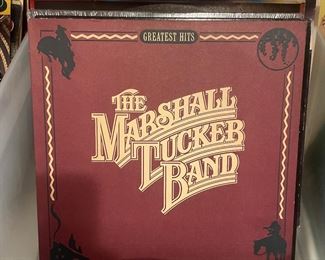 GREATEST HITS
THE
MARSHALL
TUCKER
BAND